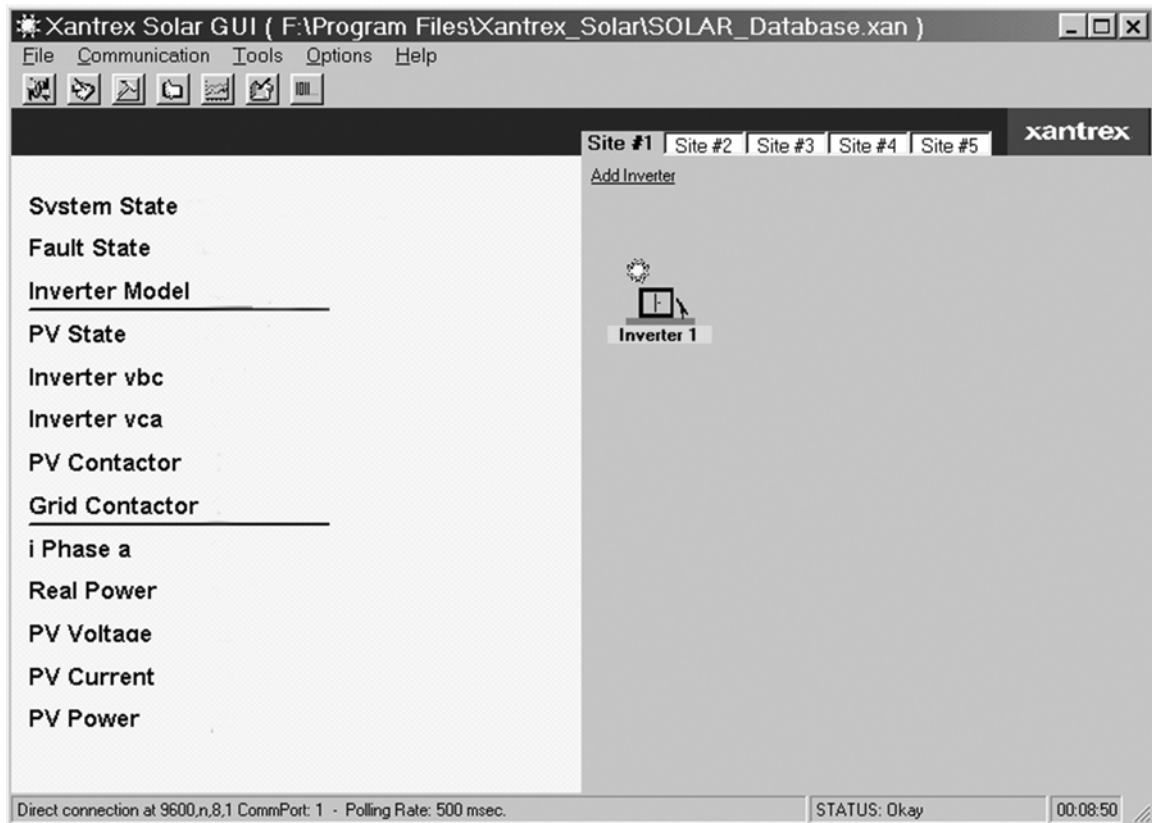 Xantrex Solar GUI ( F:\Program Files\Xantrex_Solar\SOLAR_Database.xan )
File Communication Tools Options Help
xantrex
Site #1 Site #2 Site #3 Site #4 Site #5
Add Inverter
System State
Fault State
Inverter Model
PV State
Inverter vbc
Inverter vca
PV Contactor
Grid Contactor
i Phase a
Real Power
PV Voltage
PV Current
PV Power
Inverter 1
Direct connection at 9600,n,8,1 CommPort: 1 - Polling Rate: 500 msec.
STATUS: Okay
00:08:50